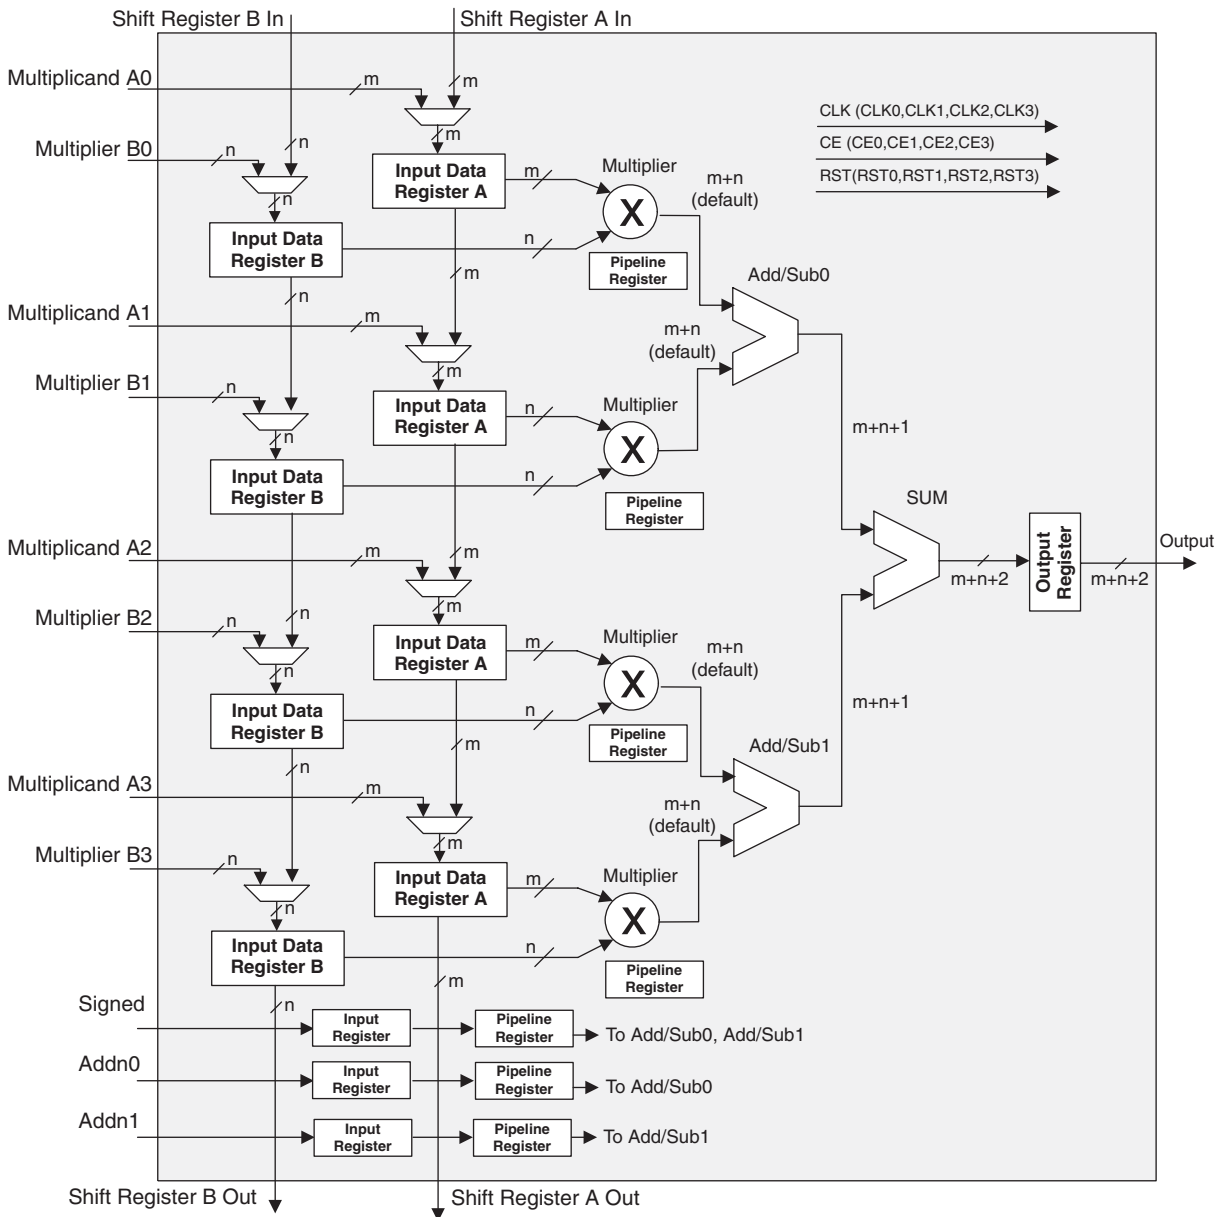 Shift Register B In
Shift Register A In
Multiplicand A0
m
m
CLK (CLK0,CLK1,CLK2,CLK3)
m
Multiplier B0
n
n
CE (CE0,CE1,CE2,CE3)
Input Data
Register A
m
Multiplier
m+n
(default)
RST(RST0,RST1,RST2,RST3)
n
X
Input Data
Register B
n
Pipeline
Register
m
Add/Sub0
n
Multiplicand A1
m
m+n
(default)
m
Multiplier B1
n
Input Data
Register A
n
Multiplier
n
X
m+n+1
Input Data
Register B
n
Pipeline
Register
SUM
Multiplicand A2
m
m
Output
m+n+2
Output
Register
m+n+2
m
Multiplier B2
n
n
Input Data
Register A
m
Multiplier
m+n
(default)
n
X
Input Data
Register B
n
m+n+1
Pipeline
Register
m
Add/Sub1
n
Multiplicand A3
m
m+n
(default)
m
Multiplier B3
n
Input Data
Register A
m
Multiplier
n
X
Input Data
Register B
n
Pipeline
Register
m
n
Signed
Input
Register
Pipeline
Register
To Add/Sub0, Add/Sub1
Addn0
Input
Register
Pipeline
Register
To Add/Sub0
Addn1
Input
Register
Pipeline
Register
To Add/Sub1
Shift Register B Out
Shift Register A Out